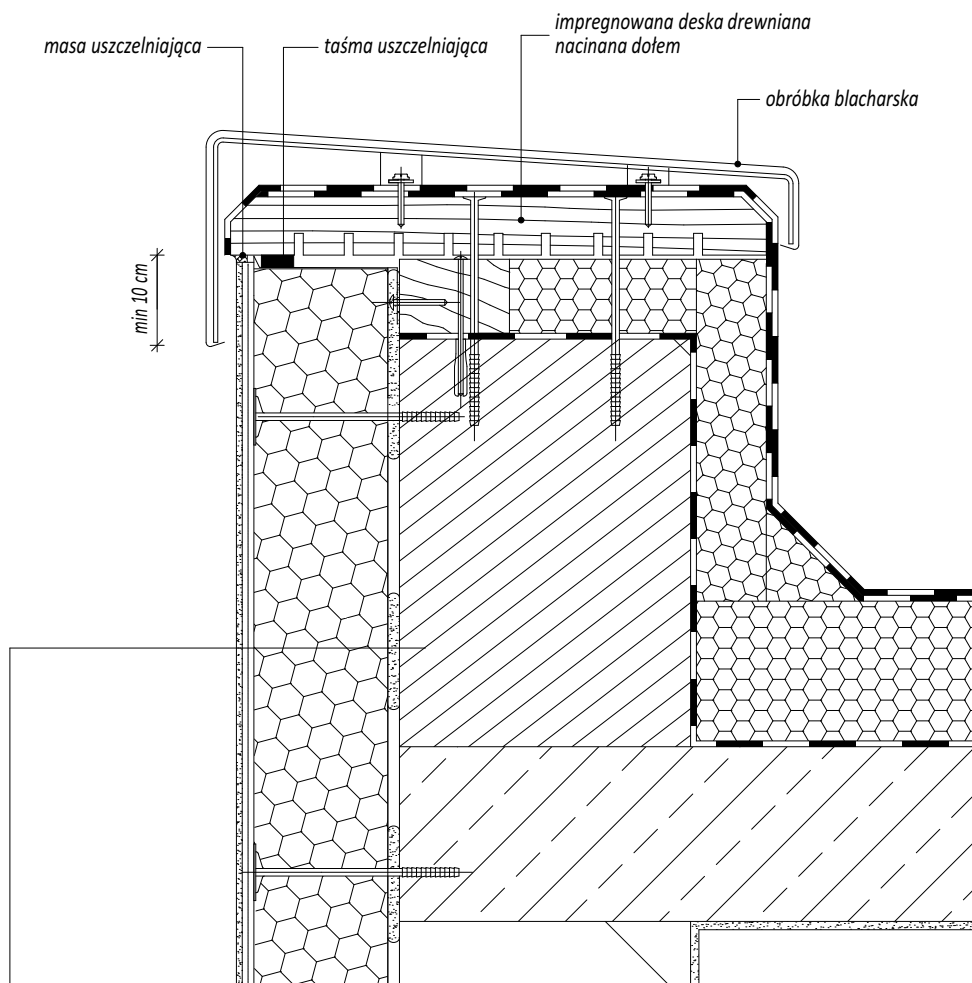 impregnowana deska drewniana
nacinana dołem
masa uszczelniająca
taśma uszczelniająca
obróbka blacharska
min 10 cm